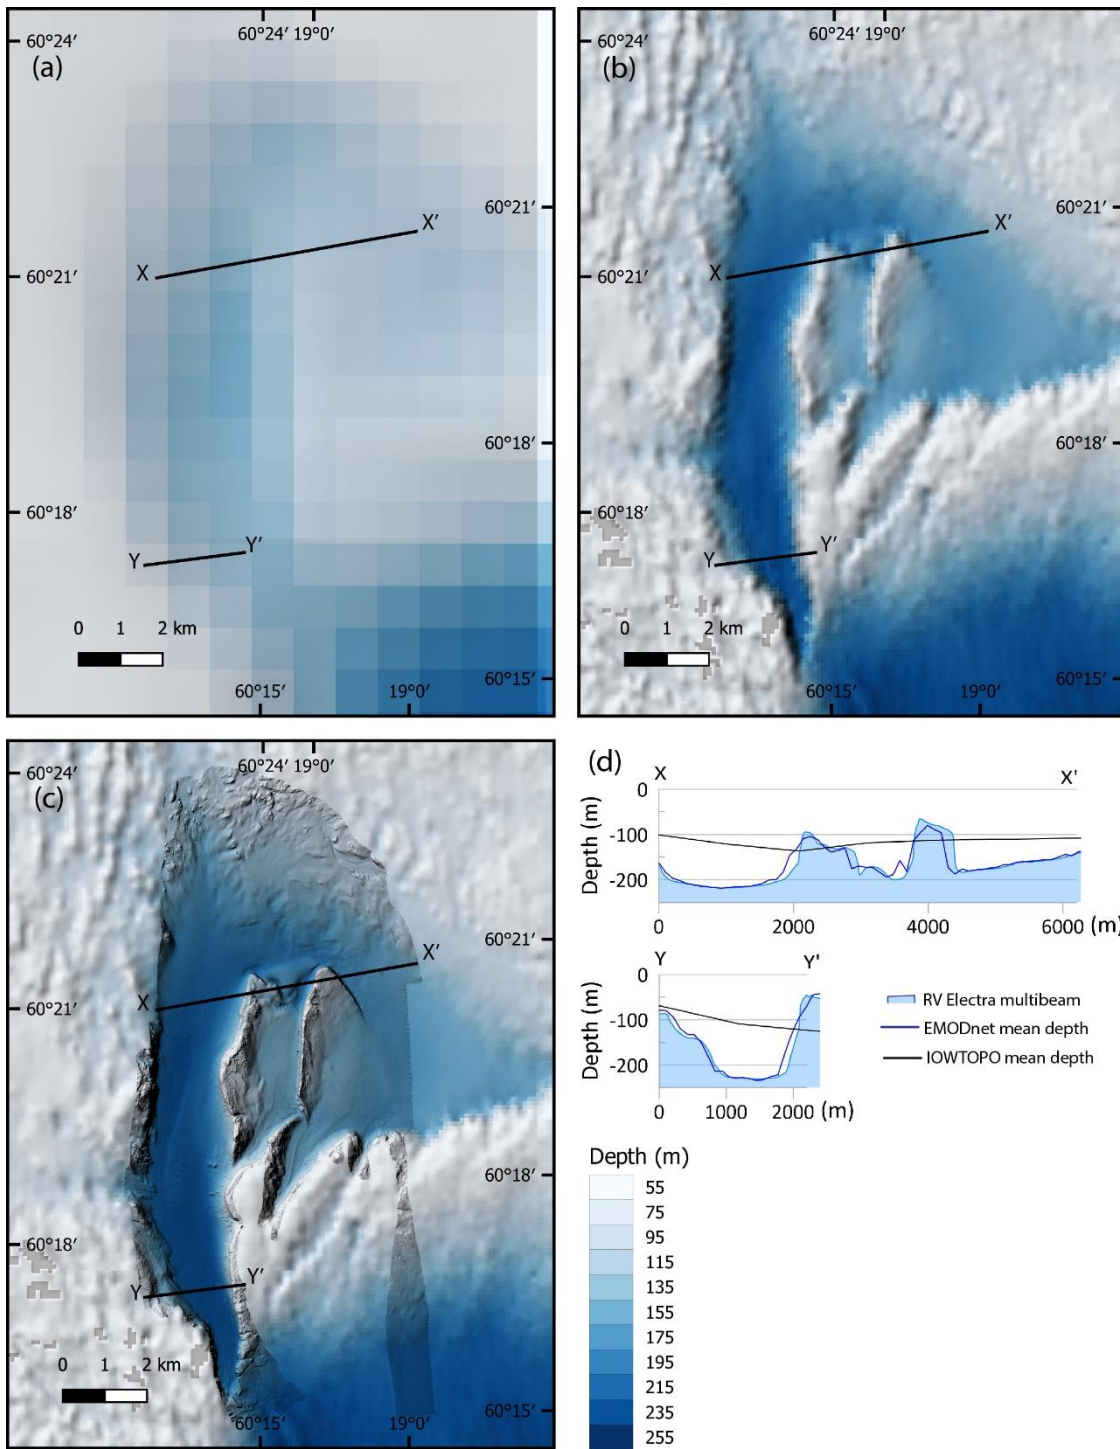 60°24′
60°24′ 19°0′
(a)
60°21′
X'
X
60°21′
60°18′
60°18′
Y
Y'
0 1 2 km
60°15′
60°15′ 19°0′
60°24′
60°24′ 19°0′
(b)
60°21′
X'
X
60°21′
60°18′
60°18′
Y
Y'
0 1 2 km
60°15′
60°15′ 19°0′
60°24′
60°24′ 19°0′
(c)
60°21′
X'
X
60°21′
60°18′
60°18′
Y
Y'
0 1 2 km
60°15′
60°15′ 19°0′
(d)
X X'
0
-100
-200
Depth (m)
0 2000 4000 6000 (m)
Y Y'
0
-100
-200
Depth (m)
0 1000 2000 (m)
RV Electra multibeam
EMODnet mean depth
IOWTOPO mean depth
Depth (m)
55
75
95
115
135
155
175
195
215
235
255